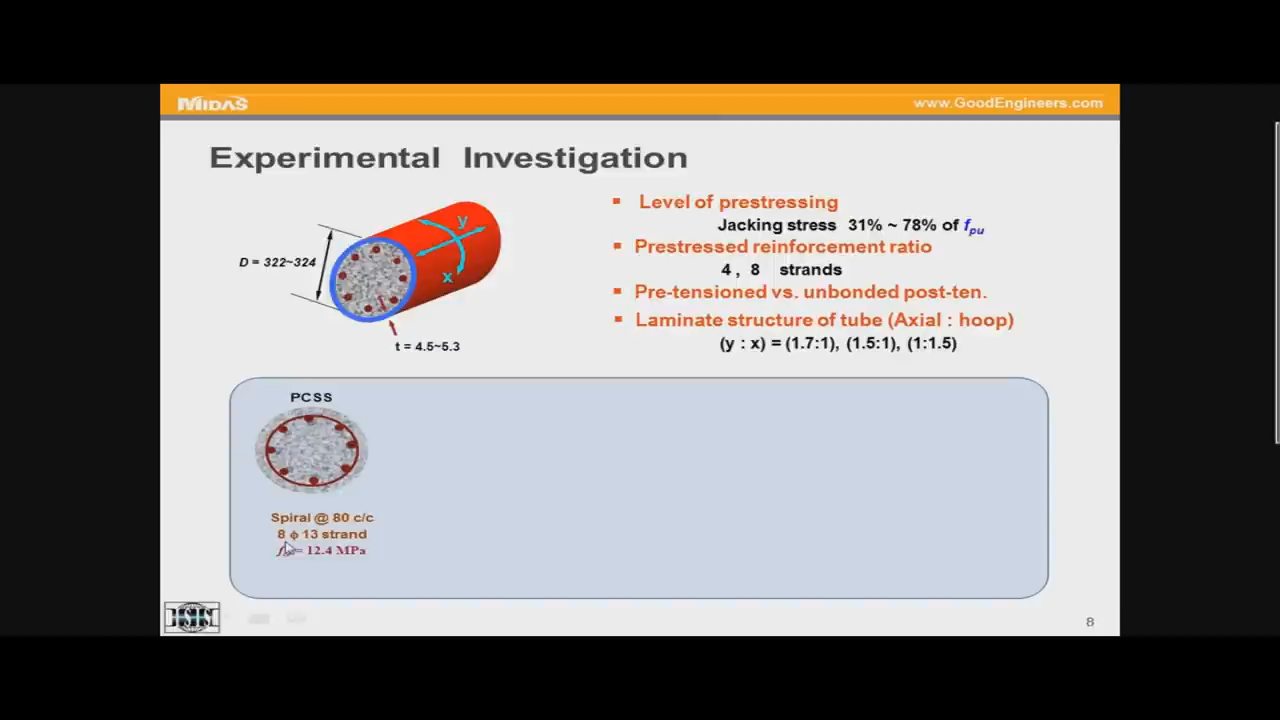 MIDAS
www.GoodEngineers.com
Experimental Investigation
D = 322~324
y
x
t = 4.5~5.3
▪ Level of prestressing
Jacking stress 31% ~ 78% of fpu
▪ Prestressed reinforcement ratio
4 , 8 strands
▪ Pre-tensioned vs. unbonded post-ten.
▪ Laminate structure of tube (Axial : hoop)
(y : x) = (1.7:1), (1.5:1), (1:1.5)
PCSS
Spiral @ 80 c/c
8 ϕ 13 strand
= 12.4 MPa
ISIS
8